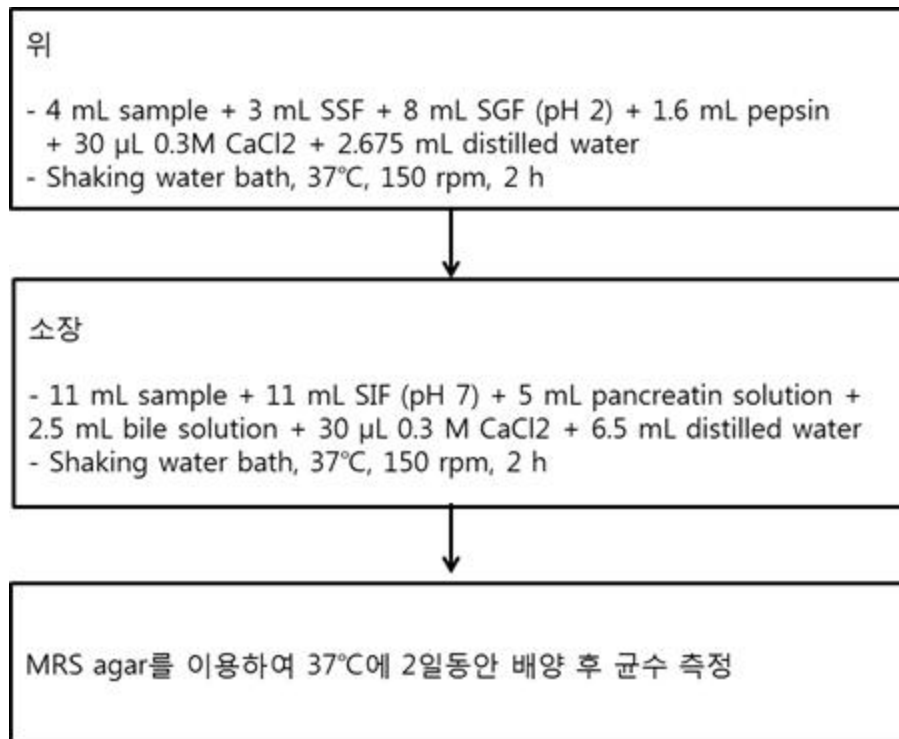 위
- 4 mL sample + 3 mL SSF + 8 mL SGF (pH 2) + 1.6 mL pepsin
+ 30 μL 0.3M CaCl2 + 2.675 mL distilled water
- Shaking water bath, 37℃, 150 rpm, 2 h
소장
- 11 mL sample + 11 mL SIF (pH 7) + 5 mL pancreatin solution +
2.5 mL bile solution + 30 μL 0.3 M CaCl2 + 6.5 mL distilled water
- Shaking water bath, 37℃, 150 rpm, 2 h
MRS agar를 이용하여 37℃에 2일동안 배양 후 균수 측정